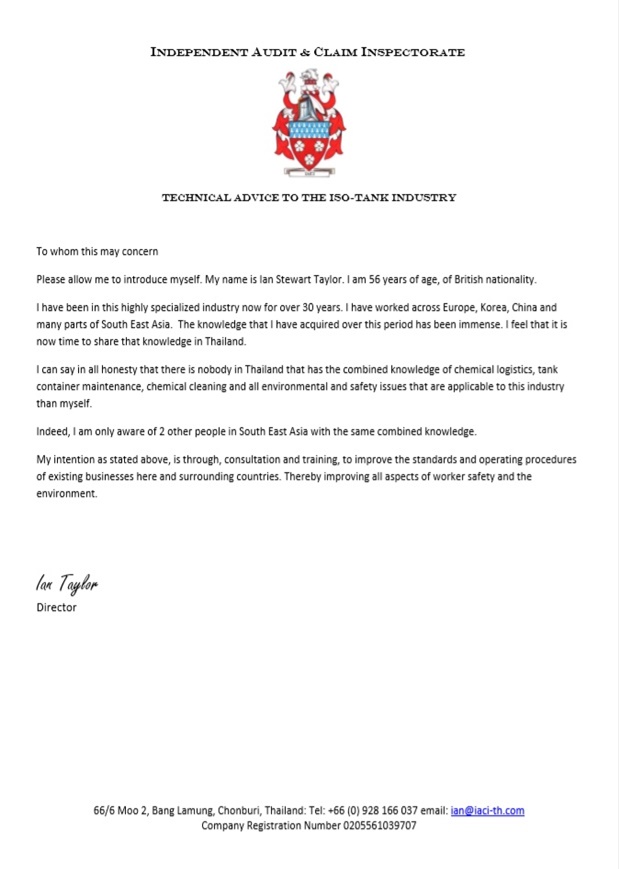 INDEPENDENT AUDIT & CLAIM INSPECTORATE
TECHNICAL ADVICE TO THE ISO-TANK INDUSTRY
To whom this may concern
Please allow me to introduce myself. My name is Ian Stewart Taylor. I am 56 years of age, of British nationality.
I have been in this highly specialized industry now for over 30 years. I have worked across Europe, Korea, China and
many parts of South East Asia.  The knowledge that I have acquired over this period has been immense. I feel that it is
now time to share that knowledge in Thailand.
I can say in all honesty that there is nobody in Thailand that has the combined knowledge of chemical logistics, tank
container maintenance, chemical cleaning and all environmental and safety issues that are applicable to this industry
than myself.
Indeed, I am only aware of 2 other people in South East Asia with the same combined knowledge.
My intention as stated above, is through, consultation and training, to improve the standards and operating procedures
of existing businesses here and surrounding countries. Thereby improving all aspects of worker safety and the
environment.
Ian Taylor
Director
66/6 Moo 2, Bang Lamung, Chonburi, Thailand: Tel: +66 (0) 928 166 037 email: ian@iaci-th.com
Company Registration Number 0205561039707